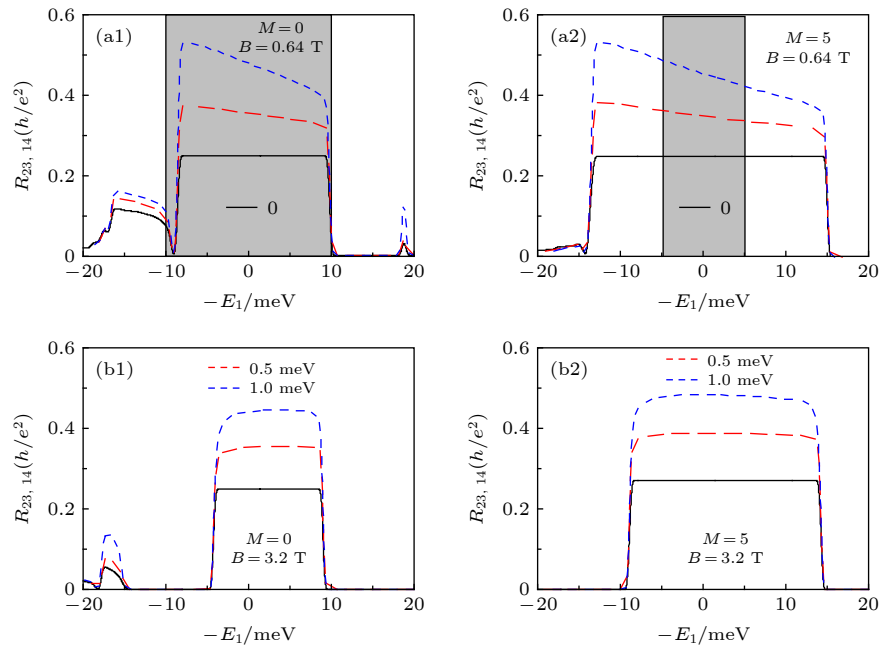 (a1)
M=0
B=0.64 T
0
0.6
0.4
0.2
0
−20
−10
0
10
20
R23, 14(h/e²)
−E1/meV
(a2)
M=5
B=0.64 T
0
0.6
0.4
0.2
0
−20
−10
0
10
20
R23, 14(h/e²)
−E1/meV
(b1)
0.5 meV
1.0 meV
M=0
B=3.2 T
0.6
0.4
0.2
0
−20
−10
0
10
20
R23, 14(h/e²)
−E1/meV
(b2)
0.5 meV
1.0 meV
M=5
B=3.2 T
0.6
0.4
0.2
0
−20
−10
0
10
20
R23, 14(h/e²)
−E1/meV